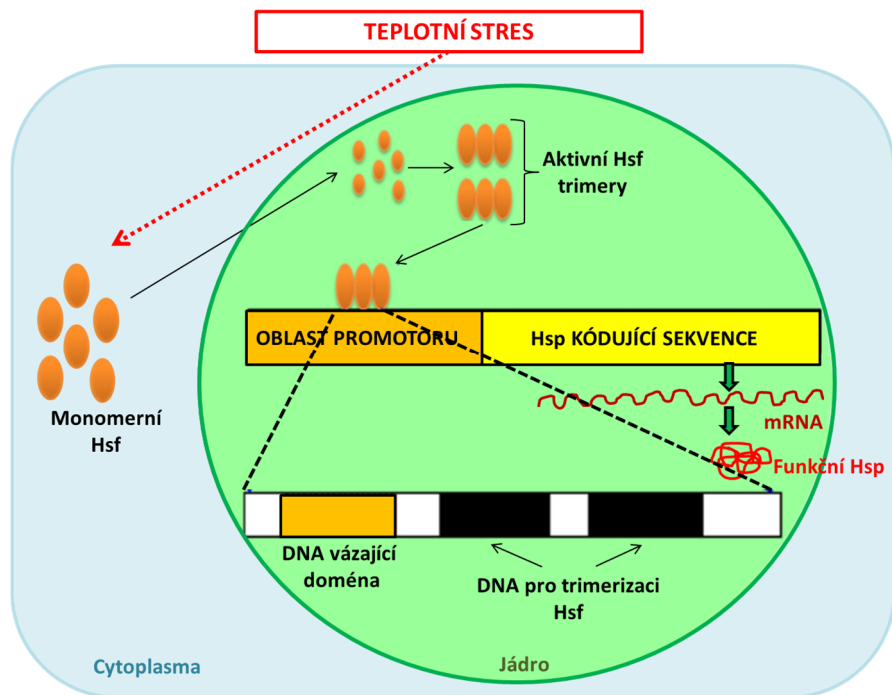 TEPLOTNÍ STRES
Aktivní Hsf
trimery
OBLAST PROMOTORU
Hsp KÓDUJÍCÍ SEKVENCE
Monomerní
Hsf
mRNA
Funkční Hsp
DNA vázající
doména
DNA pro trimerizaci
Hsf
Cytoplasma
Jádro